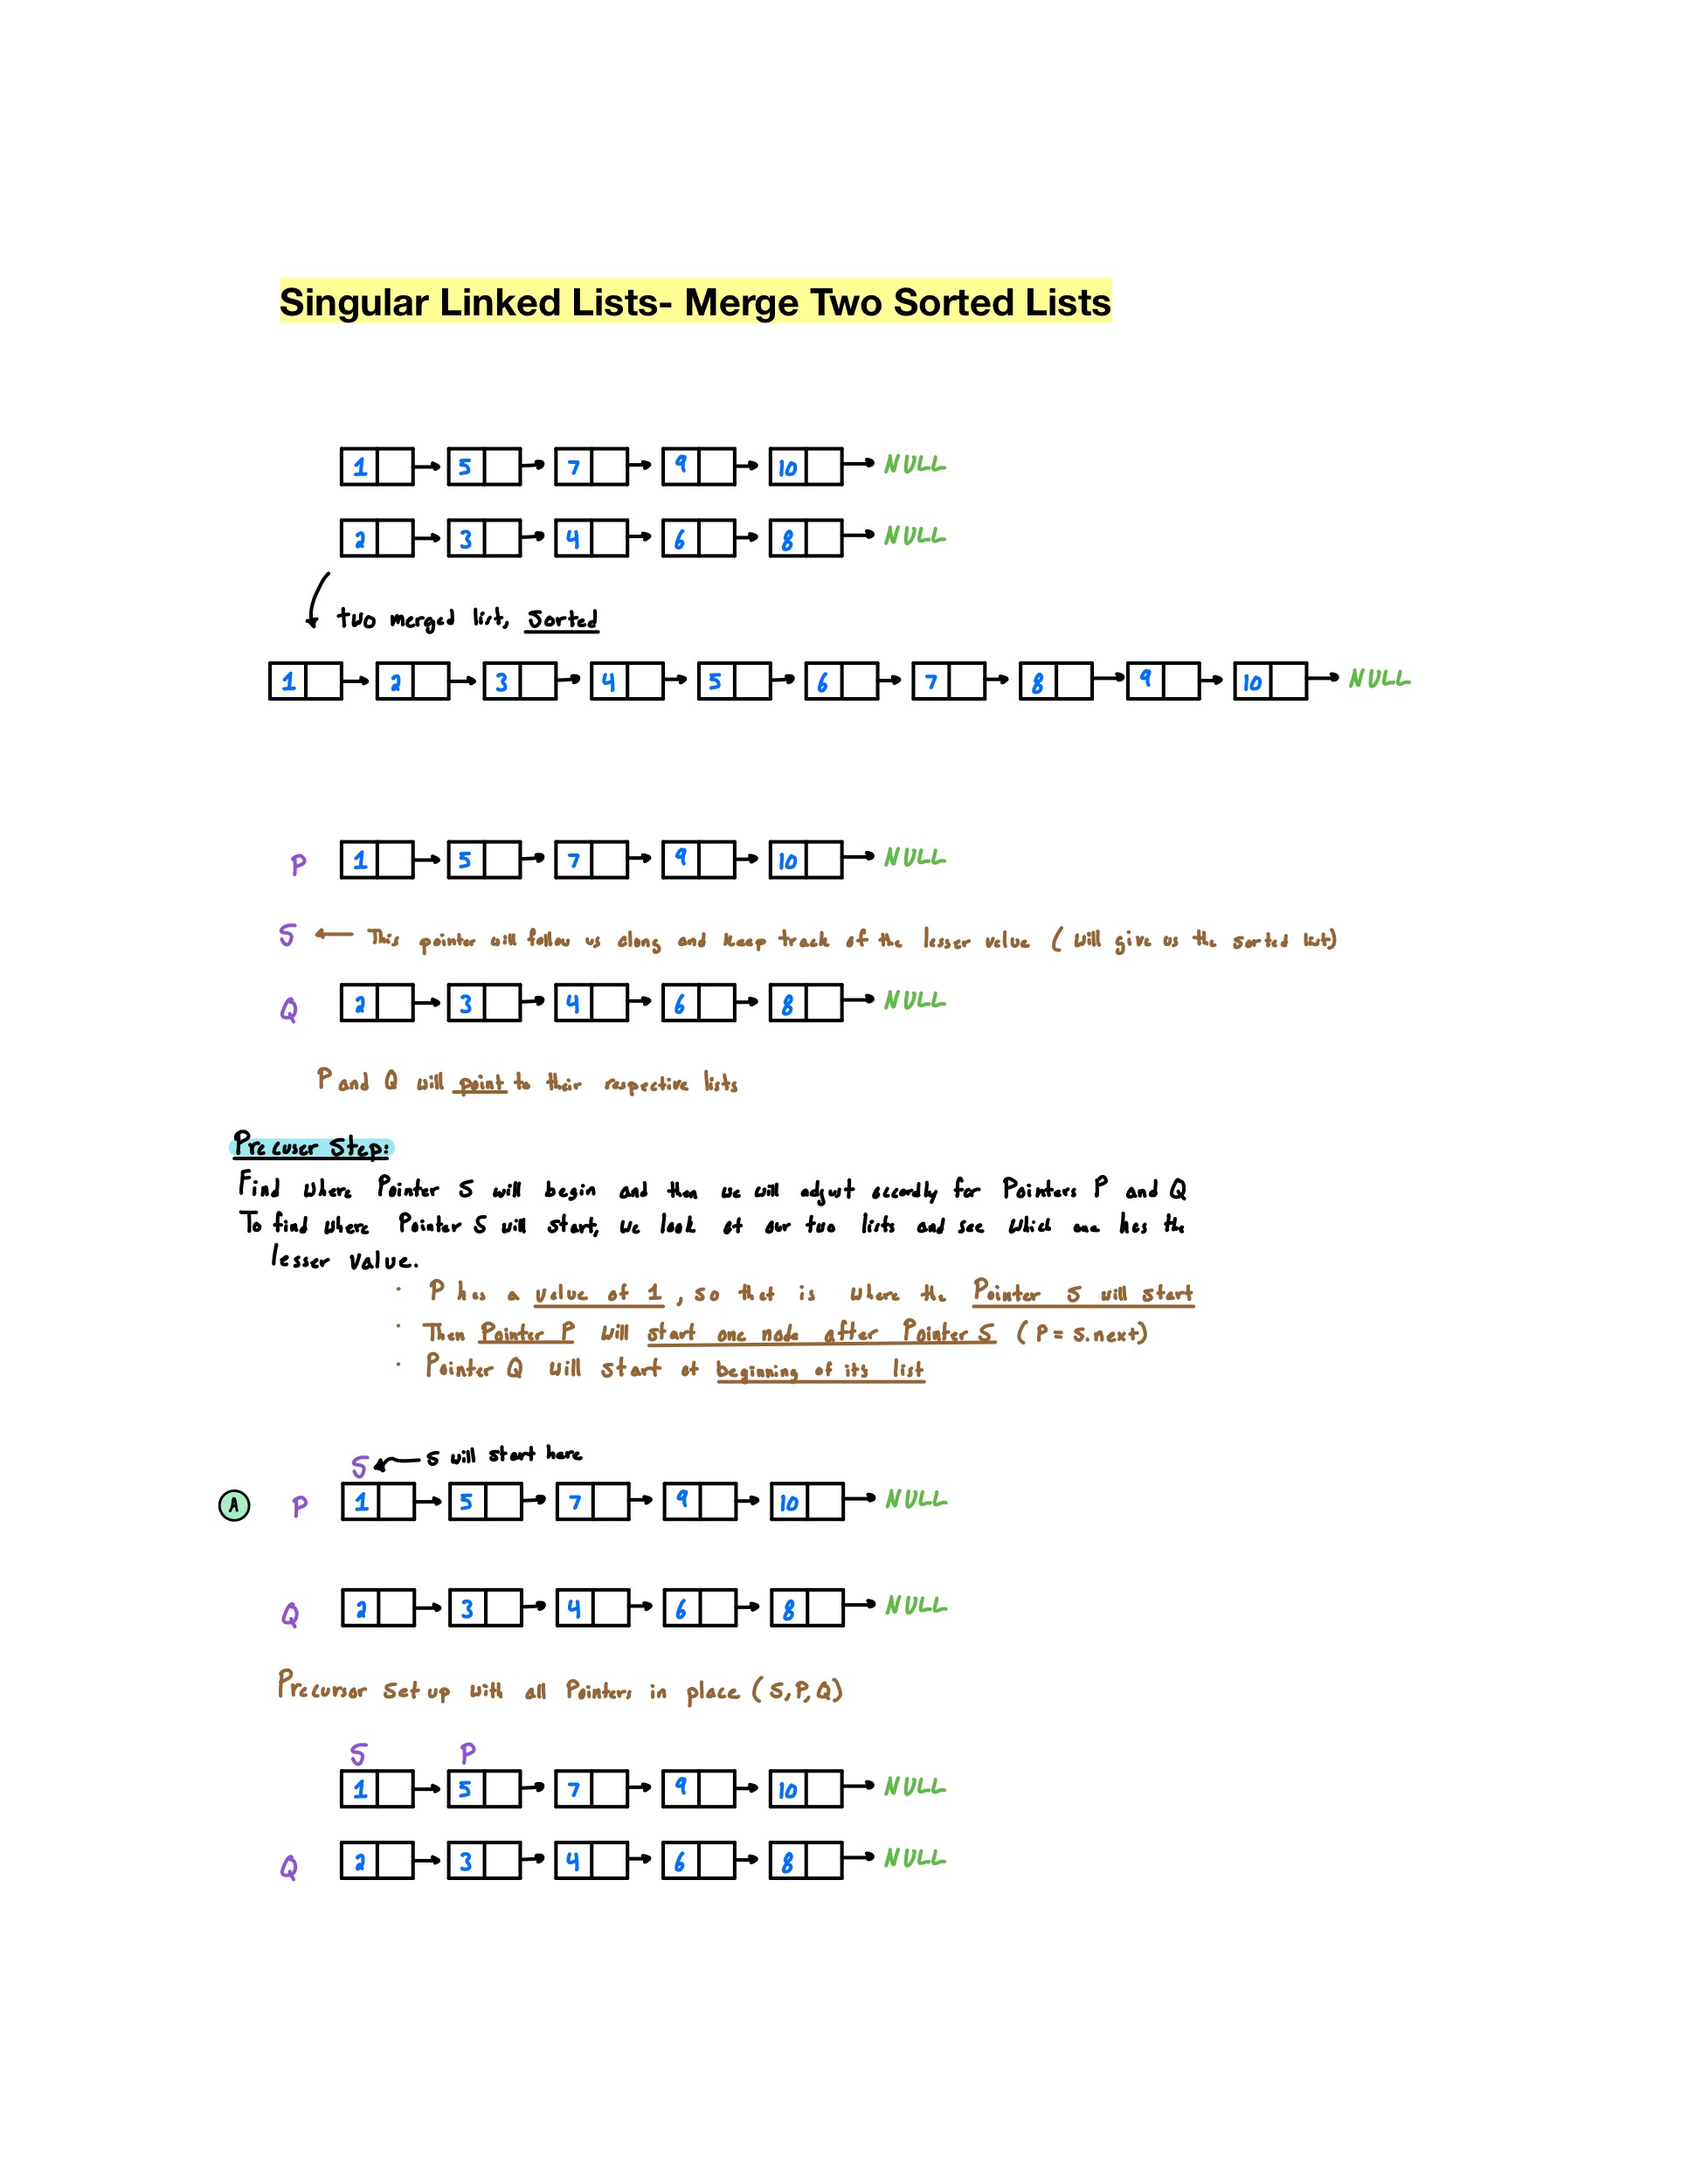 Singular Linked Lists- Merge Two Sorted Lists
1 5 7 9 10 NULL
2 3 4 6 8 NULL
two merged list, sorted
1 2 3 4 5 6 7 8 9 10 NULL
P 1 5 7 9 10 NULL
S This pointer will follow us along and keep track of the lesser value (will give us the sorted list)
Q 2 3 4 6 8 NULL
P and Q will point to their respective lists
Precuser Step:
Find where Pointer S will begin and then we will adjust accordly for Pointers P and Q
To find where Pointer S will start, we look at our two lists and see which one has the
lesser value.
· P has a value of 1, so that is where the Pointer S will start
· Then Pointer P will start one node after Pointer S (P = S.next)
· Pointer Q will start at beginning of its list
S S will start here
A P 1 5 7 9 10 NULL
Q 2 3 4 6 8 NULL
Precursor Set up with all Pointers in place (S,P,Q)
S P
1 5 7 9 10 NULL
Q 2 3 4 6 8 NULL